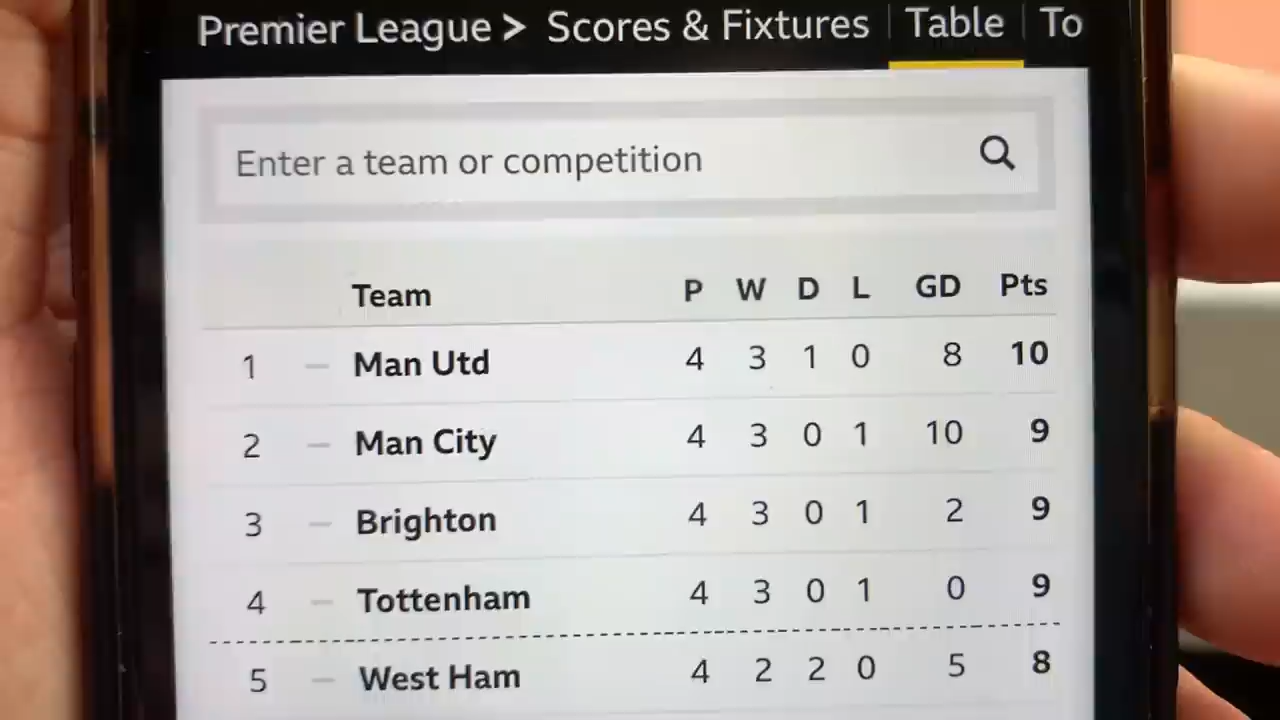 Premier League > Scores & Fixtures Table To
Enter a team or competition
Team P W D L GD Pts
1 – Man Utd 4 3 1 0 8 10
2 – Man City 4 3 0 1 10 9
3 – Brighton 4 3 0 1 2 9
4 – Tottenham 4 3 0 1 0 9
5 – West Ham 4 2 2 0 5 8